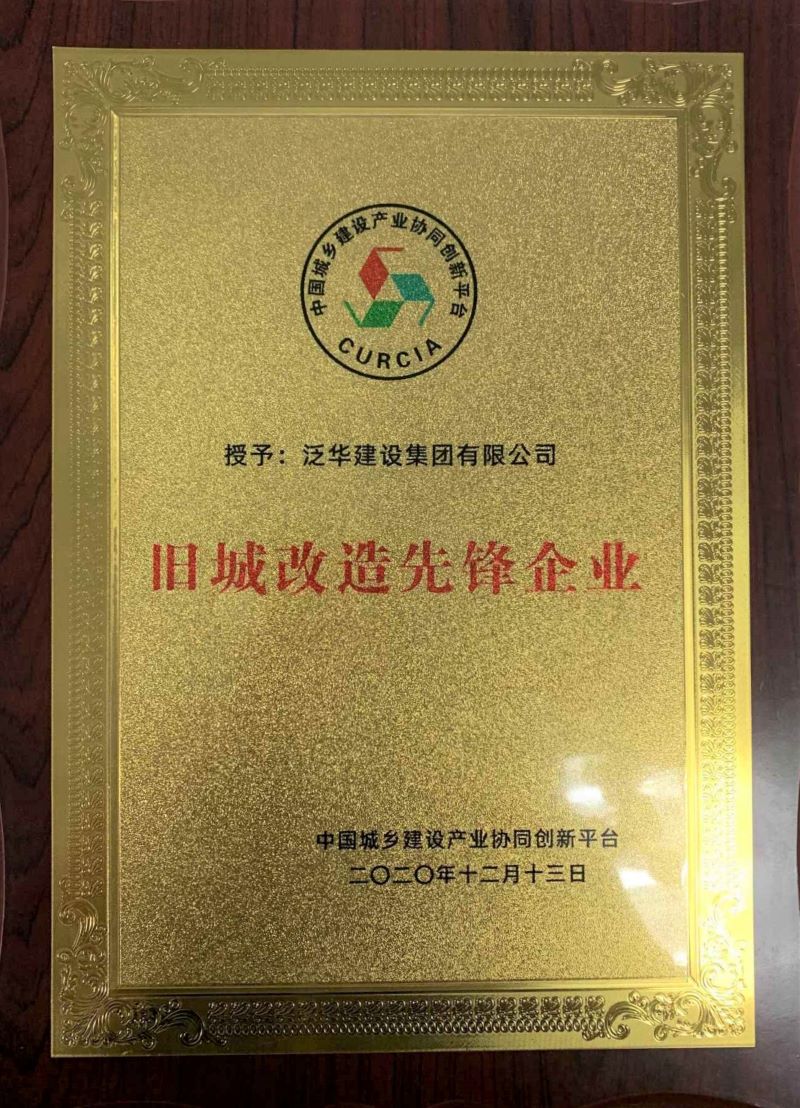 中国城乡建设产业协同创新平台
CURCIA
授予：泛华建设集团有限公司
旧城改造先锋企业
中国城乡建设产业协同创新平台
二〇二〇年十二月十三日